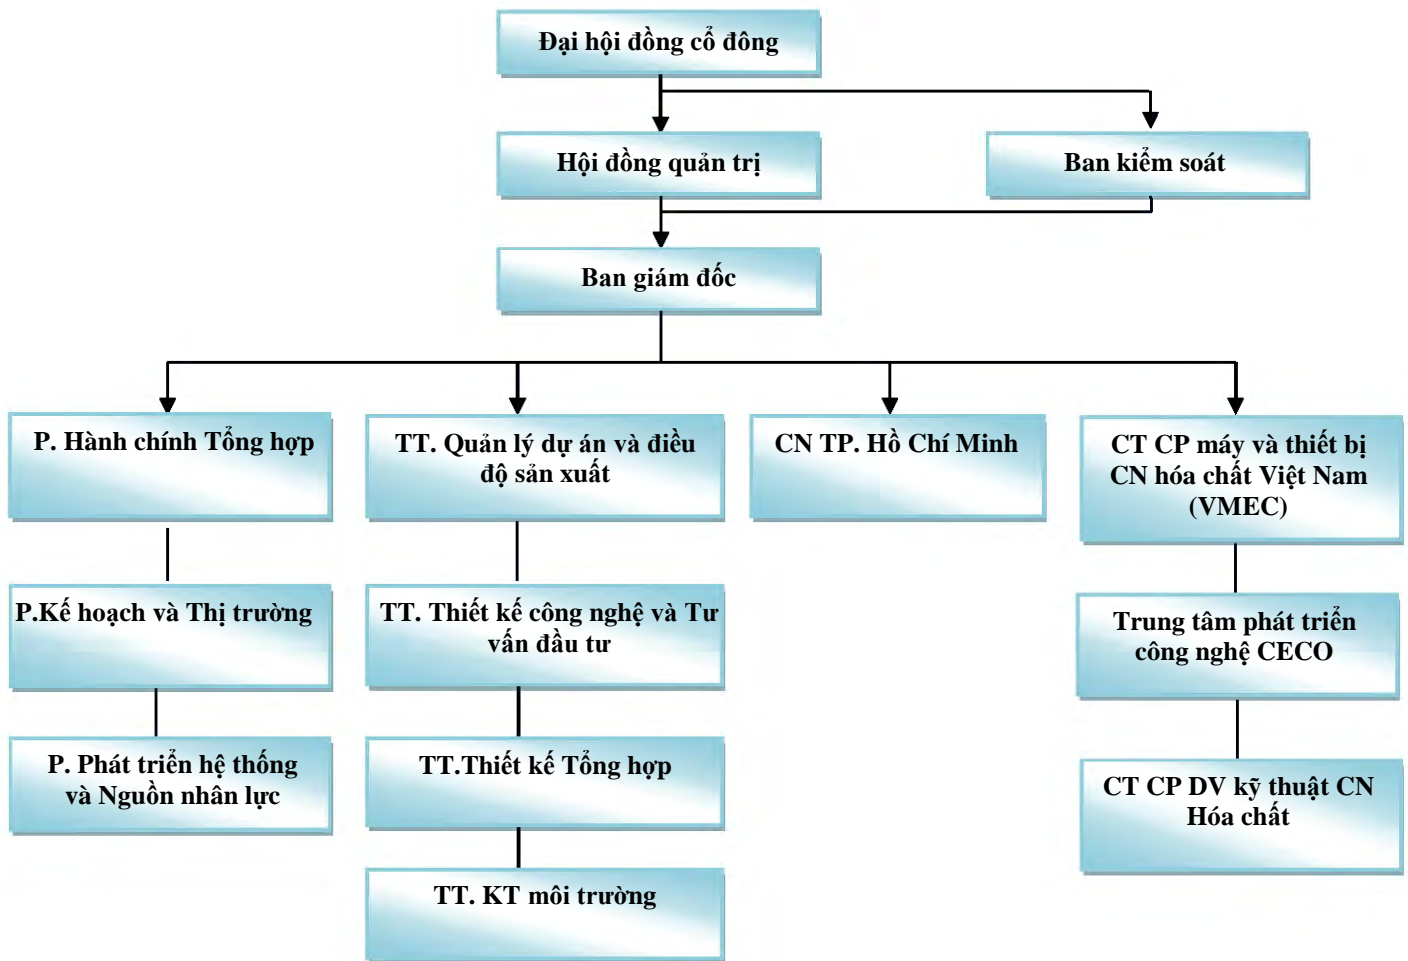 Đại hội đồng cổ đông
Hội đồng quản trị
Ban kiểm soát
Ban giám đốc
P. Hành chính Tổng hợp
TT. Quản lý dự án và điều
độ sản xuất
CN TP. Hồ Chí Minh
CT CP máy và thiết bị
CN hóa chất Việt Nam
(VMEC)
P.Kế hoạch và Thị trường
TT. Thiết kế công nghệ và Tư
vấn đầu tư
Trung tâm phát triển
công nghệ CECO
P. Phát triển hệ thống
và Nguồn nhân lực
TT.Thiết kế Tổng hợp
CT CP DV kỹ thuật CN
Hóa chất
TT. KT môi trường